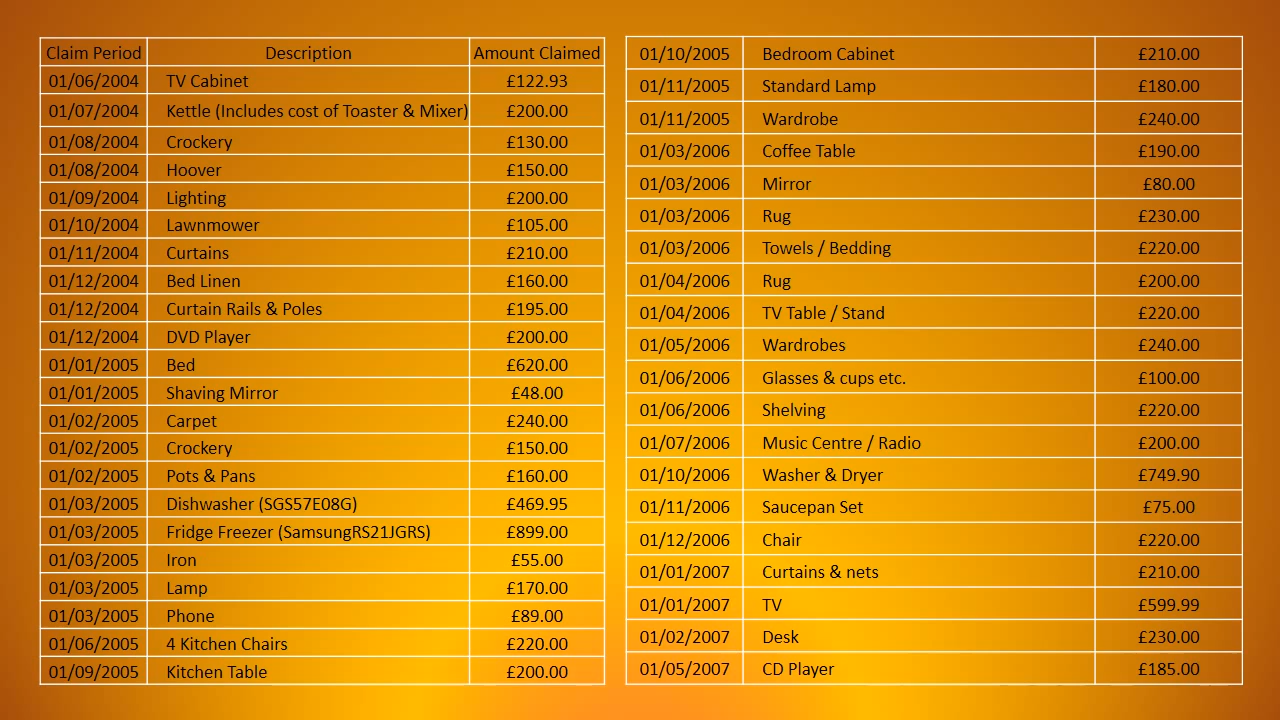 Claim Period Description Amount Claimed
01/06/2004 TV Cabinet £122.93
01/07/2004 Kettle (Includes cost of Toaster & Mixer) £200.00
01/08/2004 Crockery £130.00
01/08/2004 Hoover £150.00
01/09/2004 Lighting £200.00
01/10/2004 Lawnmower £105.00
01/11/2004 Curtains £210.00
01/12/2004 Bed Linen £160.00
01/12/2004 Curtain Rails & Poles £195.00
01/12/2004 DVD Player £200.00
01/01/2005 Bed £620.00
01/01/2005 Shaving Mirror £48.00
01/02/2005 Carpet £240.00
01/02/2005 Crockery £150.00
01/02/2005 Pots & Pans £160.00
01/03/2005 Dishwasher (SGS57E08G) £469.95
01/03/2005 Fridge Freezer (SamsungRS21JGRS) £899.00
01/03/2005 Iron £55.00
01/03/2005 Lamp £170.00
01/03/2005 Phone £89.00
01/06/2005 4 Kitchen Chairs £220.00
01/09/2005 Kitchen Table £200.00
01/10/2005 Bedroom Cabinet £210.00
01/11/2005 Standard Lamp £180.00
01/11/2005 Wardrobe £240.00
01/03/2006 Coffee Table £190.00
01/03/2006 Mirror £80.00
01/03/2006 Rug £230.00
01/03/2006 Towels / Bedding £220.00
01/04/2006 Rug £200.00
01/04/2006 TV Table / Stand £220.00
01/05/2006 Wardrobes £240.00
01/06/2006 Glasses & cups etc. £100.00
01/06/2006 Shelving £220.00
01/07/2006 Music Centre / Radio £200.00
01/10/2006 Washer & Dryer £749.90
01/11/2006 Saucepan Set £75.00
01/12/2006 Chair £220.00
01/01/2007 Curtains & nets £210.00
01/01/2007 TV £599.99
01/02/2007 Desk £230.00
01/05/2007 CD Player £185.00